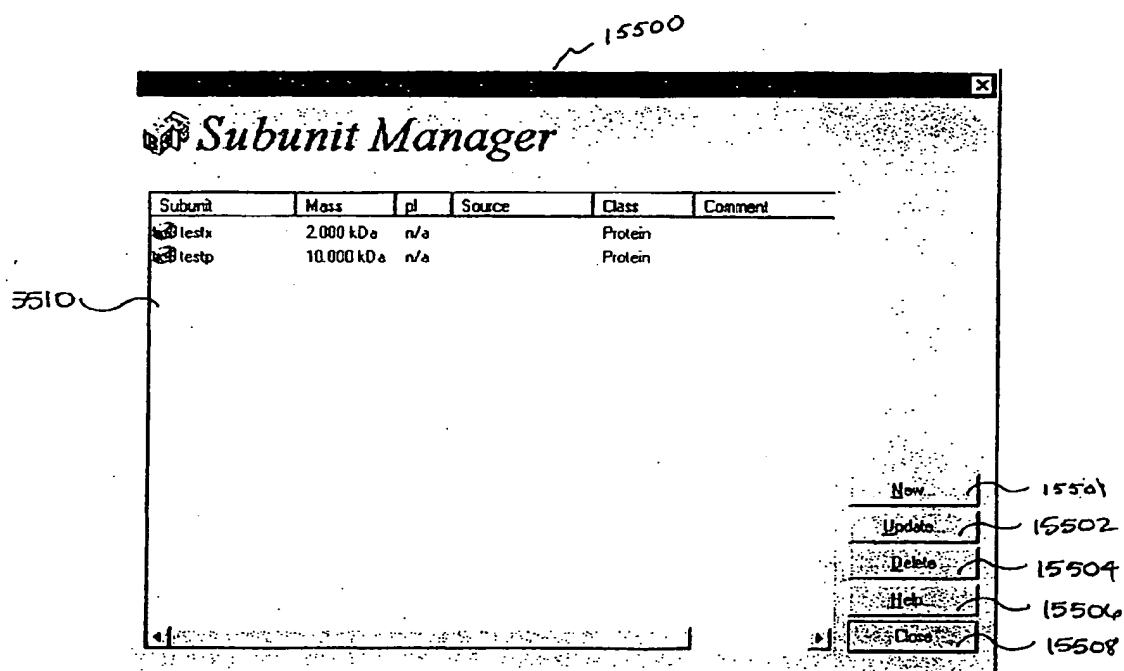 15500
Subunit Manager
Subunit Mass pI Source Class Comment
testx 2.000 kDa n/a Protein
testp 10.000 kDa n/a Protein
5510
New...
15501
Update...
15502
Delete
15504
Help...
15506
Close
15508